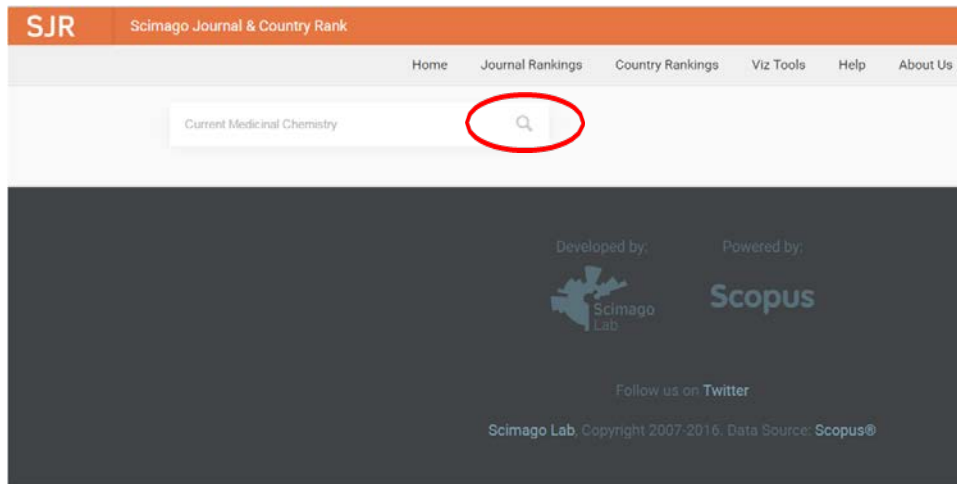 SJR Scimago Journal & Country Rank
Home Journal Rankings Country Rankings Viz Tools Help About Us
Current Medicinal Chemistry
Developed by: Powered by:
Scimago
Lab
Scopus
Follow us on Twitter
Scimago Lab, Copyright 2007-2016. Data Source: Scopus®